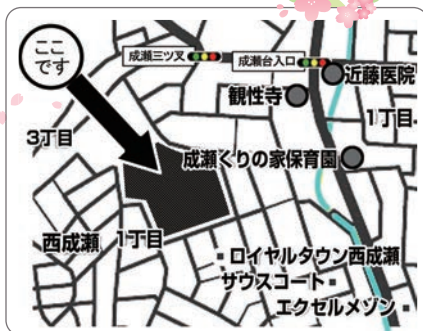 ここ
です
成瀬三ツ叉
成瀬台入口
近藤医院
観性寺
1丁目
3丁目
成瀬くりの家保育園
西成瀬
1丁目
ロイヤルタウン西成瀬
サウスコート
エクセルメゾン